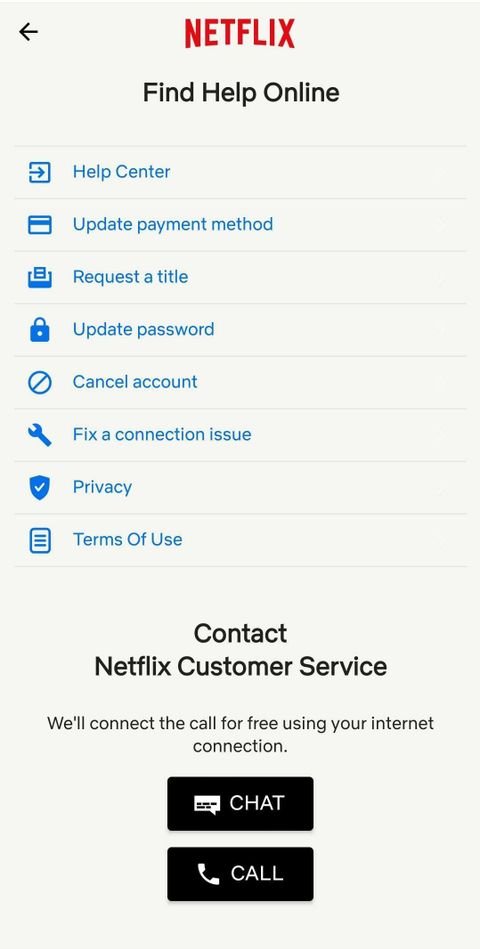 NETFLIX
Find Help Online
Help Center
Update payment method
Request a title
Update password
Cancel account
Fix a connection issue
Privacy
Terms Of Use
Contact
Netflix Customer Service
We'll connect the call for free using your internet
connection.
CHAT
CALL